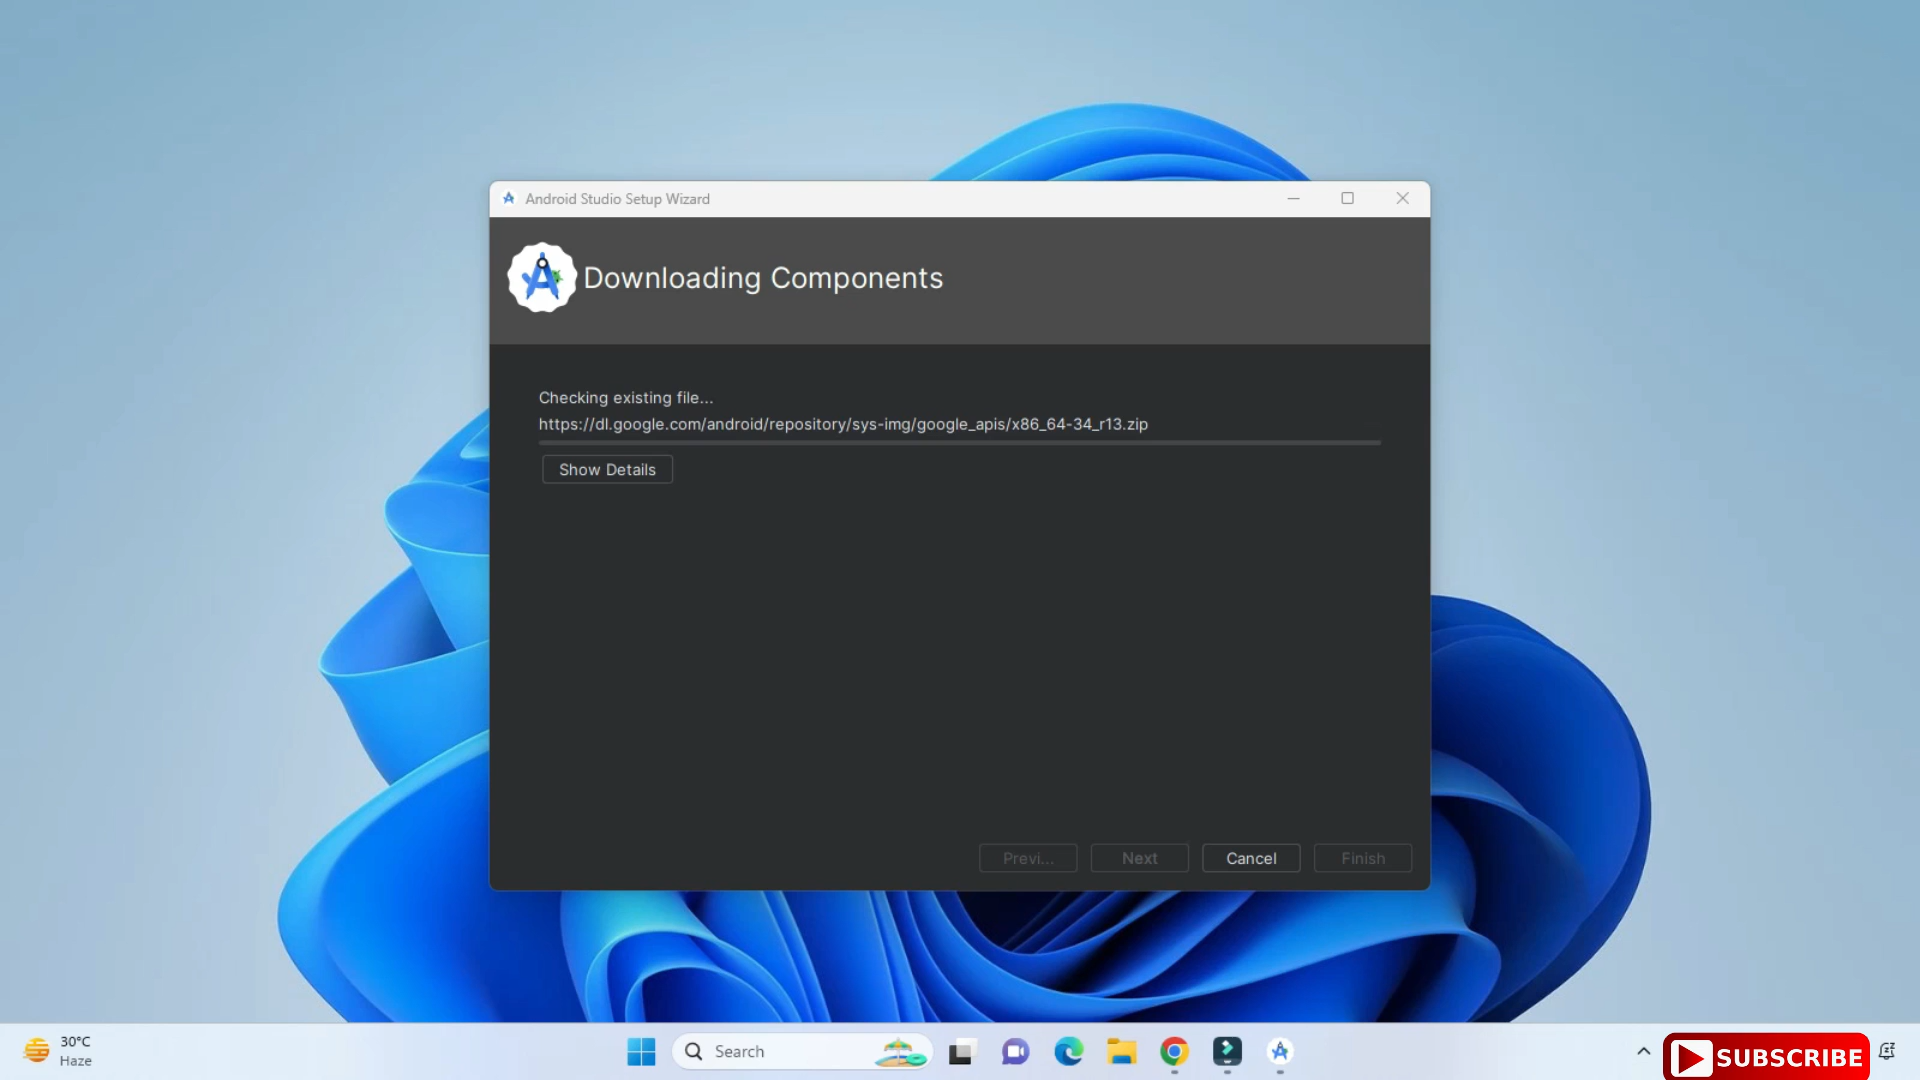 Android Studio Setup Wizard
Downloading Components
Checking existing file...
https://dl.google.com/android/repository/sys-img/google_apis/x86_64-34_r13.zip
Show Details
Previ...
Next
Cancel
Finish
30°C
Haze
Search
SUBSCRIBE